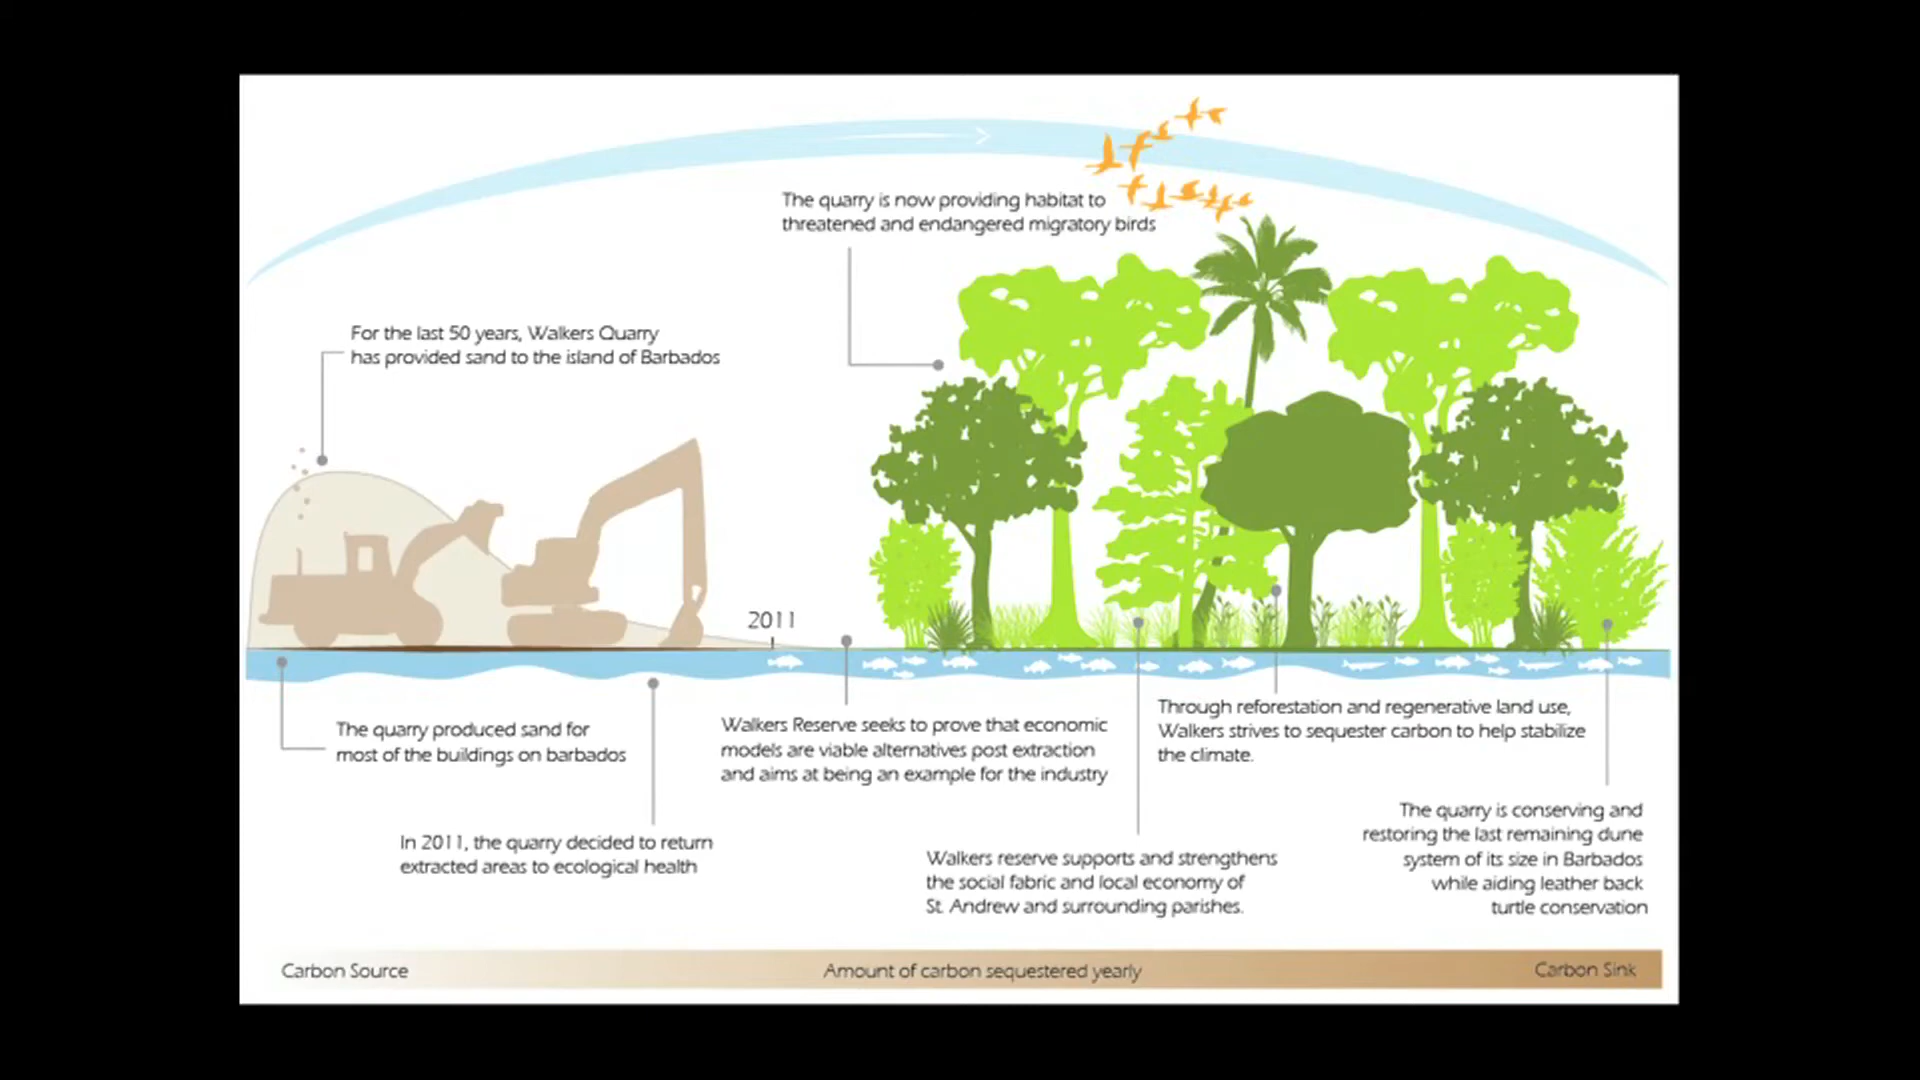 The quarry is now providing habitat to
threatened and endangered migratory birds
For the last 50 years, Walkers Quarry
has provided sand to the island of Barbados
2011
The quarry produced sand for
most of the buildings on barbados
In 2011, the quarry decided to return
extracted areas to ecological health
Walkers Reserve seeks to prove that economic
models are viable alternatives post extraction
and aims at being an example for the industry
Walkers reserve supports and strengthens
the social fabric and local economy of
St. Andrew and surrounding parishes.
Through reforestation and regenerative land use,
Walkers strives to sequester carbon to help stabilize
the climate.
The quarry is conserving and
restoring the last remaining dune
system of its size in Barbados
while aiding leather back
turtle conservation
Carbon Source
Amount of carbon sequestered yearly
Carbon Sink